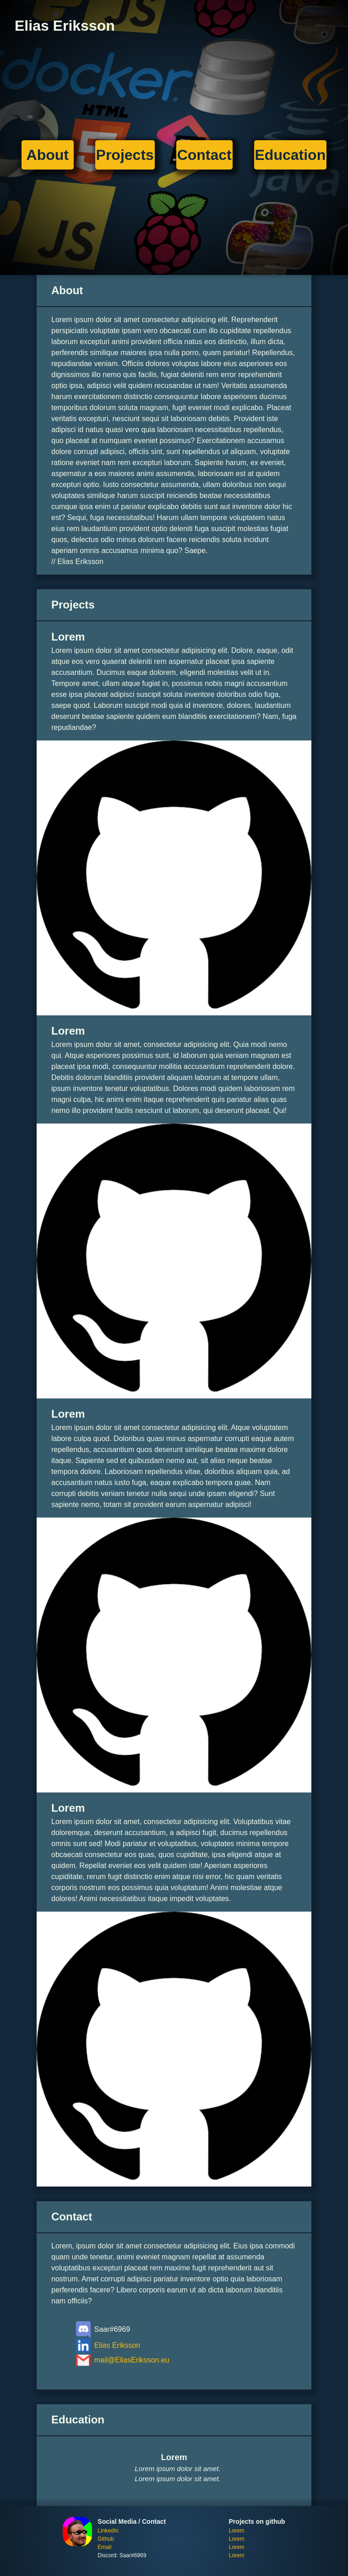 Elias Eriksson
docker
HTML
Java
JS
JS
About
Projects
Contact
Education
About
Lorem ipsum dolor sit amet consectetur adipisicing elit. Reprehenderit
perspiciatis voluptate ipsam vero obcaecati cum illo cupiditate repellendus
laborum excepturi animi provident officia natus eos distinctio, illum dicta,
perferendis similique maiores ipsa nulla porro, quam pariatur! Repellendus,
repudiandae veniam. Officiis dolores voluptas labore eius asperiores eos
dignissimos illo nemo quis facilis, fugiat deleniti rem error reprehenderit
optio ipsa, adipisci velit quidem recusandae ut nam! Veritatis assumenda
harum exercitationem distinctio consequuntur labore asperiores ducimus
temporibus dolorum soluta magnam, fugit eveniet modi explicabo. Placeat
veritatis excepturi, nesciunt sequi sit laboriosam debitis. Provident iste
adipisci id natus quasi vero quia laboriosam necessitatibus repellendus,
quo placeat at numquam eveniet possimus? Exercitationem accusamus
dolore corrupti adipisci, officiis sint, sunt repellendus ut aliquam, voluptate
ratione eveniet nam rem excepturi laborum. Sapiente harum, ex eveniet,
aspernatur a eos maiores animi assumenda, laboriosam est at quidem
excepturi optio. Iusto consectetur assumenda, ullam doloribus non sequi
voluptates similique harum suscipit reiciendis beatae necessitatibus
cumque ipsa enim ut pariatur explicabo debitis sunt aut inventore dolor hic
est? Sequi, fuga necessitatibus! Harum ullam tempore voluptatem natus
eius rem laudantium provident optio deleniti fuga suscipit molestias fugiat
quos, delectus odio minus dolorum facere reiciendis soluta incidunt
aperiam omnis accusamus minima quo? Saepe.
// Elias Eriksson
Projects
Lorem
Lorem ipsum dolor sit amet consectetur adipisicing elit. Dolore, eaque, odit
atque eos vero quaerat deleniti rem aspernatur placeat ipsa sapiente
accusantium. Ducimus eaque dolorem, eligendi molestias velit ut in.
Tempore amet, ullam atque fugiat in, possimus nobis magni accusantium
esse ipsa placeat adipisci suscipit soluta inventore doloribus odio fuga,
saepe quod. Laborum suscipit modi quia id inventore, dolores, laudantium
deserunt beatae sapiente quidem eum blanditiis exercitationem? Nam, fuga
repudiandae?
Lorem
Lorem ipsum dolor sit amet, consectetur adipisicing elit. Quia modi nemo
qui. Atque asperiores possimus sunt, id laborum quia veniam magnam est
placeat ipsa modi, consequuntur mollitia accusantium reprehenderit dolore.
Debitis dolorum blanditiis provident aliquam laborum at tempore ullam,
ipsum inventore tenetur voluptatibus. Dolores modi quidem laboriosam rem
magni culpa, hic animi enim itaque reprehenderit quis pariatur alias quas
nemo illo provident facilis nesciunt ut laborum, qui deserunt placeat. Qui!
Lorem
Lorem ipsum dolor sit amet consectetur adipisicing elit. Atque voluptatem
labore culpa quod. Doloribus quasi minus aspernatur corrupti eaque autem
repellendus, accusantium quos deserunt similique beatae maxime dolore
itaque. Sapiente sed et quibusdam nemo aut, sit alias neque beatae
tempora dolore. Laboriosam repellendus vitae, doloribus aliquam quia, ad
accusantium natus iusto fuga, eaque explicabo tempora quae. Nam
corrupti debitis veniam tenetur nulla sequi unde ipsam eligendi? Sunt
sapiente nemo, totam sit provident earum aspernatur adipisci!
Lorem
Lorem ipsum dolor sit amet, consectetur adipisicing elit. Voluptatibus vitae
doloremque, deserunt accusantium, a adipisci fugit, ducimus repellendus
omnis sunt sed! Modi pariatur et voluptatibus, voluptates minima tempore
obcaecati consectetur eos quas, quos cupiditate, ipsa eligendi atque at
quidem. Repellat eveniet eos velit quidem iste! Aperiam asperiores
cupiditate, rerum fugit distinctio enim atque nisi error, hic quam veritatis
corporis nostrum eos possimus quia voluptatum! Animi molestiae atque
dolores! Animi necessitatibus itaque impedit voluptates.
Contact
Lorem, ipsum dolor sit amet consectetur adipisicing elit. Eius ipsa commodi
quam unde tenetur, animi eveniet magnam repellat at assumenda
voluptatibus excepturi placeat rem maxime fugit reprehenderit aut sit
nostrum. Amet corrupti adipisci pariatur inventore optio quia laboriosam
perferendis facere? Libero corporis earum ut ab dicta laborum blanditiis
nam officiis?
Saar#6969
in Elias Eriksson
mail@EliasEriksson.eu
Education
Lorem
Lorem ipsum dolor sit amet.
Lorem ipsum dolor sit amet.
Social Media / Contact
LinkedIn
Github
Email
Discord: Saar#6969
Projects on github
Lorem
Lorem
Lorem
Lorem